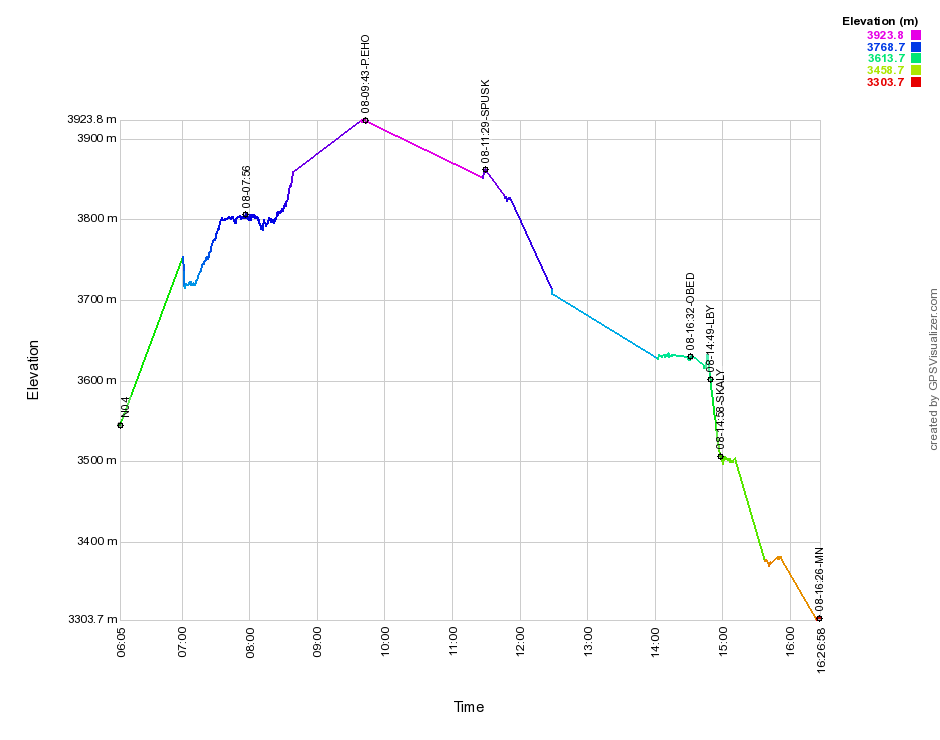 Elevation (m)
3923.8
3768.7
3613.7
3458.7
3303.7
08-09:43-P.EHO
08-11:29-SPUSK
08-07:56
08-16:32-OBED
08-14:49-LBY
08-14:58-SKALY
N0.4
08-16:26-MN
3923.8 m
3900 m
3800 m
3700 m
3600 m
3500 m
3400 m
3303.7 m
Elevation
06:05
07:00
08:00
09:00
10:00
11:00
12:00
13:00
14:00
15:00
16:00
16:26:58
Time
created by GPSVisualizer.com